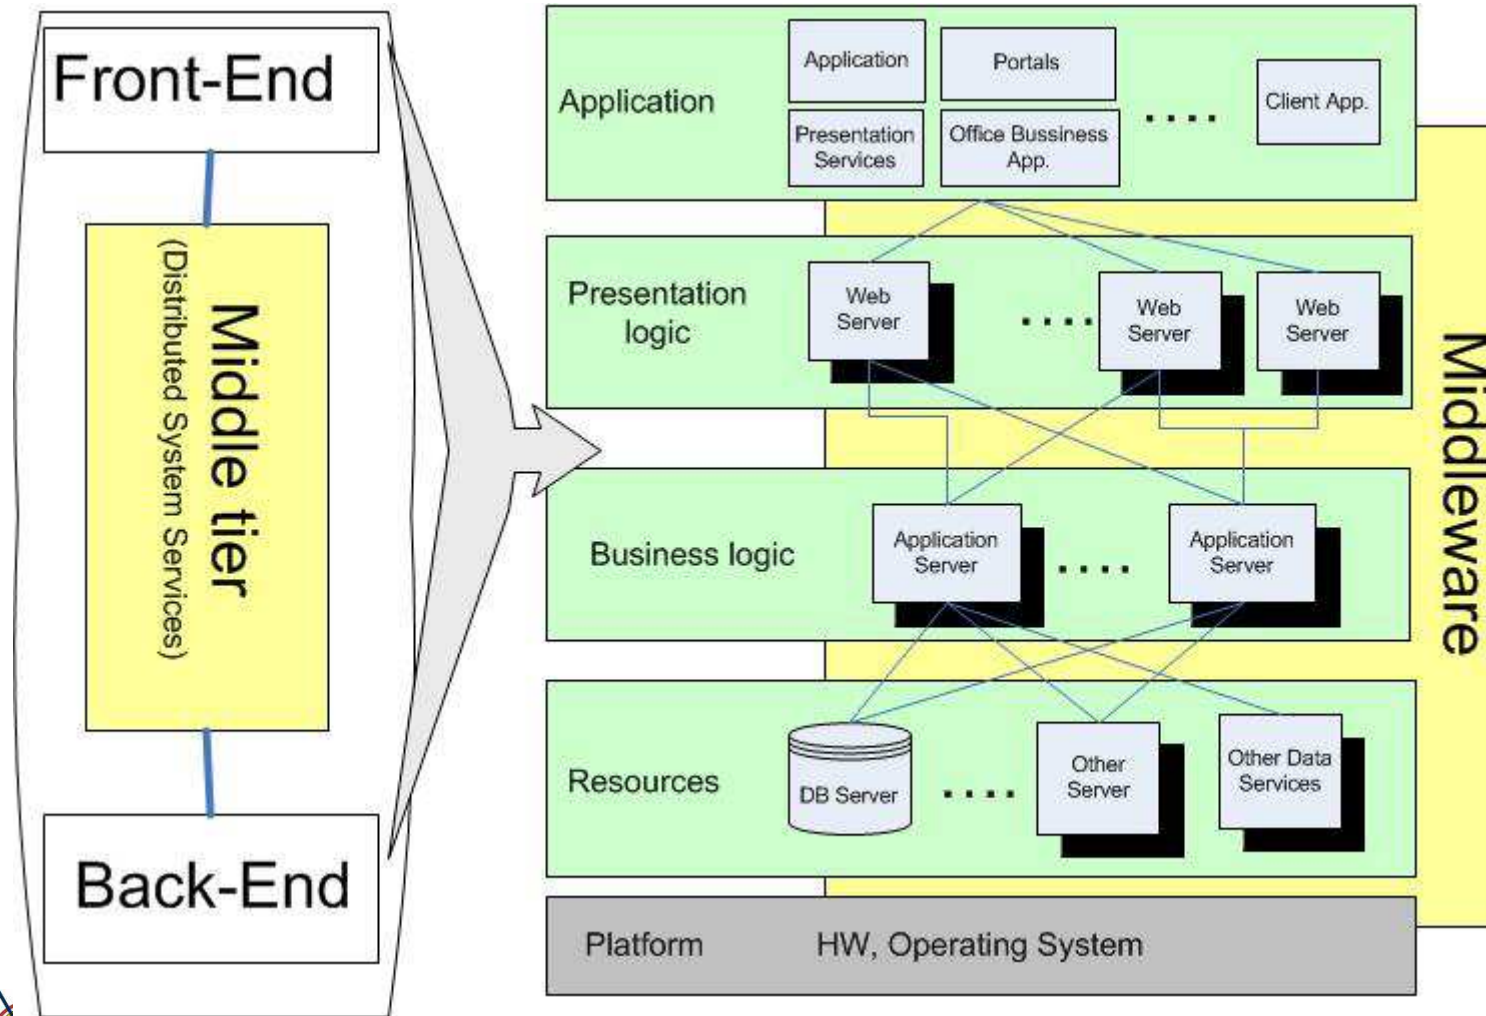 Front-End
Middle tier
(Distributed System Services)
Back-End
Application
Application
Portals
Presentation
Services
Office Bussiness
App.
....
Client App.
Presentation
logic
Web
Server
....
Web
Server
Web
Server
Business logic
Application
Server
....
Application
Server
Resources
DB Server
....
Other
Server
Other Data
Services
Platform
HW, Operating System
Middleware